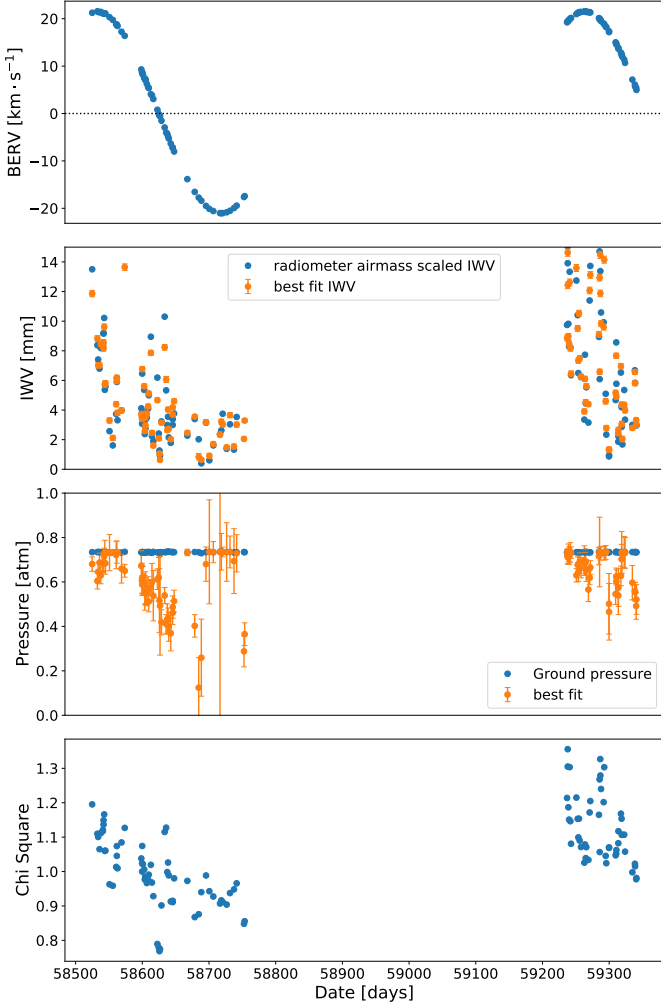 20
10
0
−10
−20
BERV [km · s⁻¹]
14
12
10
8
6
4
2
0
IWV [mm]
radiometer airmass scaled IWV
best fit IWV
1.0
0.8
0.6
0.4
0.2
0.0
Pressure [atm]
Ground pressure
best fit
1.3
1.2
1.1
1.0
0.9
0.8
Chi Square
58500 58600 58700 58800 58900 59000 59100 59200 59300
Date [days]